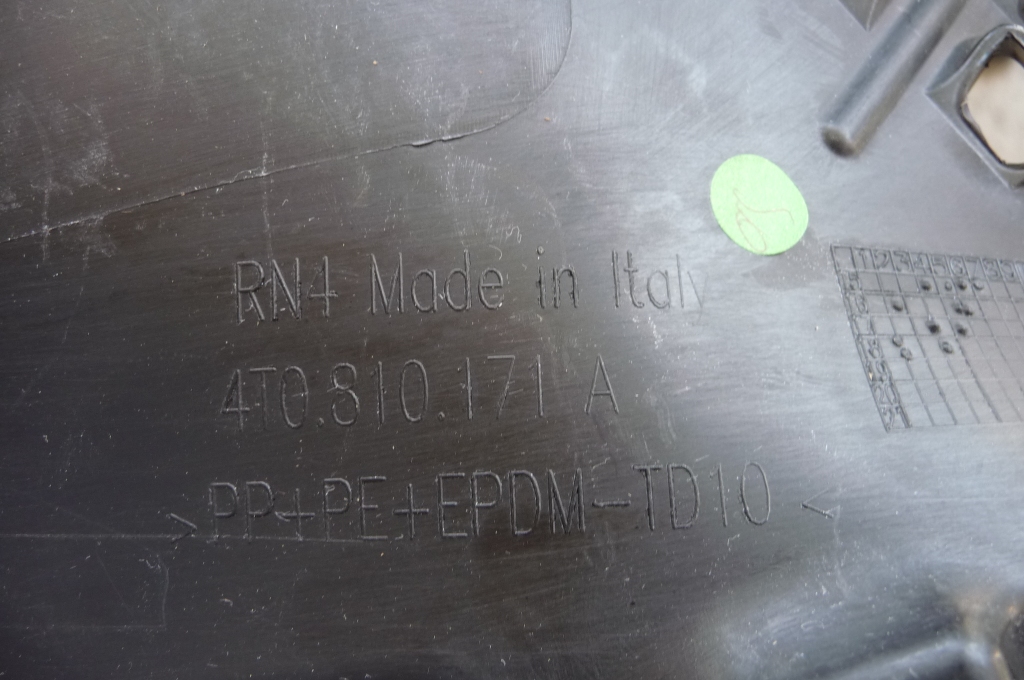 RN4 Made in Italy
4T0.810.171 A
>PP+PE+EPDM-TD10<